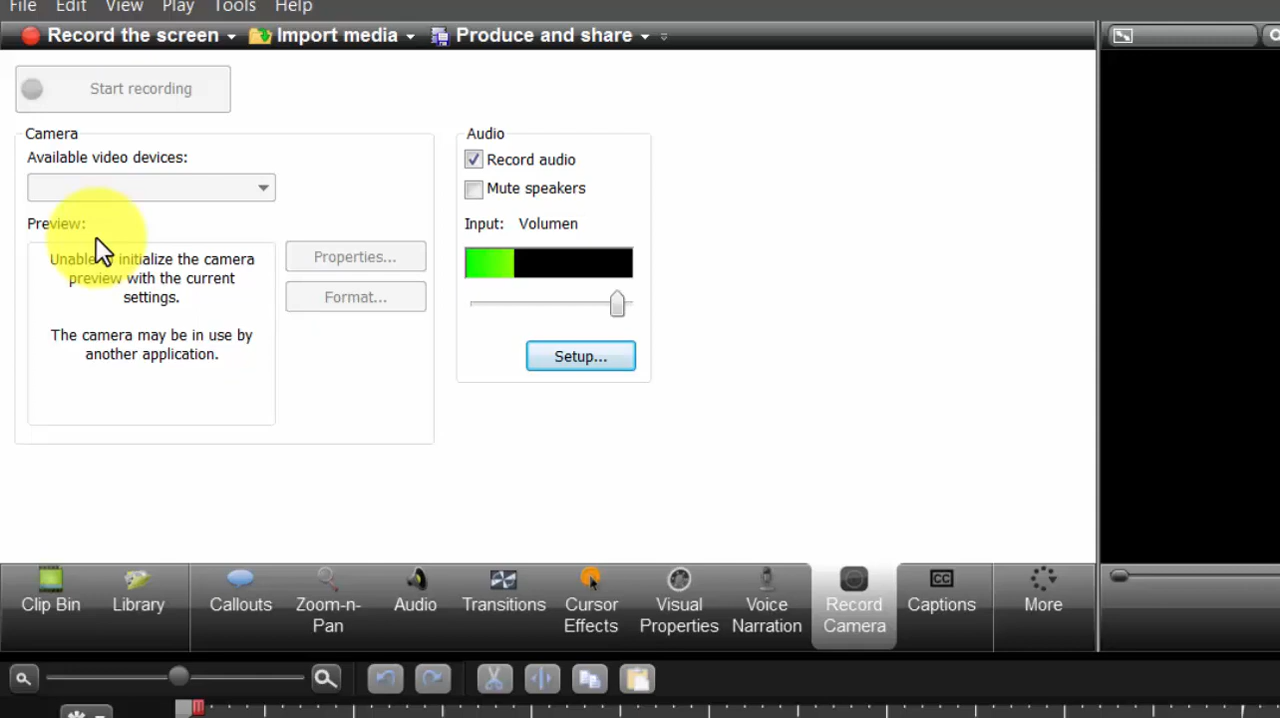 File Edit View Play Tools Help
Record the screen Import media Produce and share
Start recording
Camera
Available video devices:
Preview:
initialize the camera
preview with the current
settings.
The camera may be in use by
another application.
Properties...
Format...
Audio
Record audio
Mute speakers
Input: Volumen
Setup...
Clip Bin
Library
Callouts
Zoom-n-
Pan
Audio
Transitions
Cursor
Effects
Visual
Properties
Voice
Narration
Record
Camera
CC
Captions
More